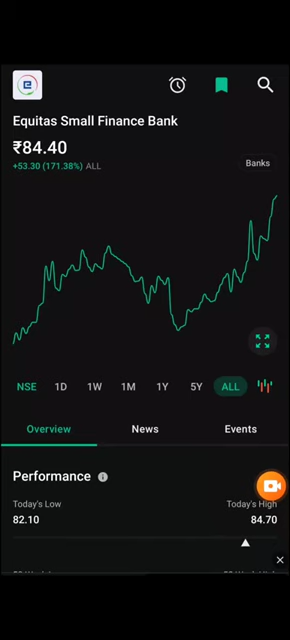 Equitas Small Finance Bank
₹84.40
+53.30 (171.38%) ALL
Banks
NSE 1D 1W 1M 1Y 5Y ALL
Overview News Events
Performance
Today's Low Today's High
82.10 84.70